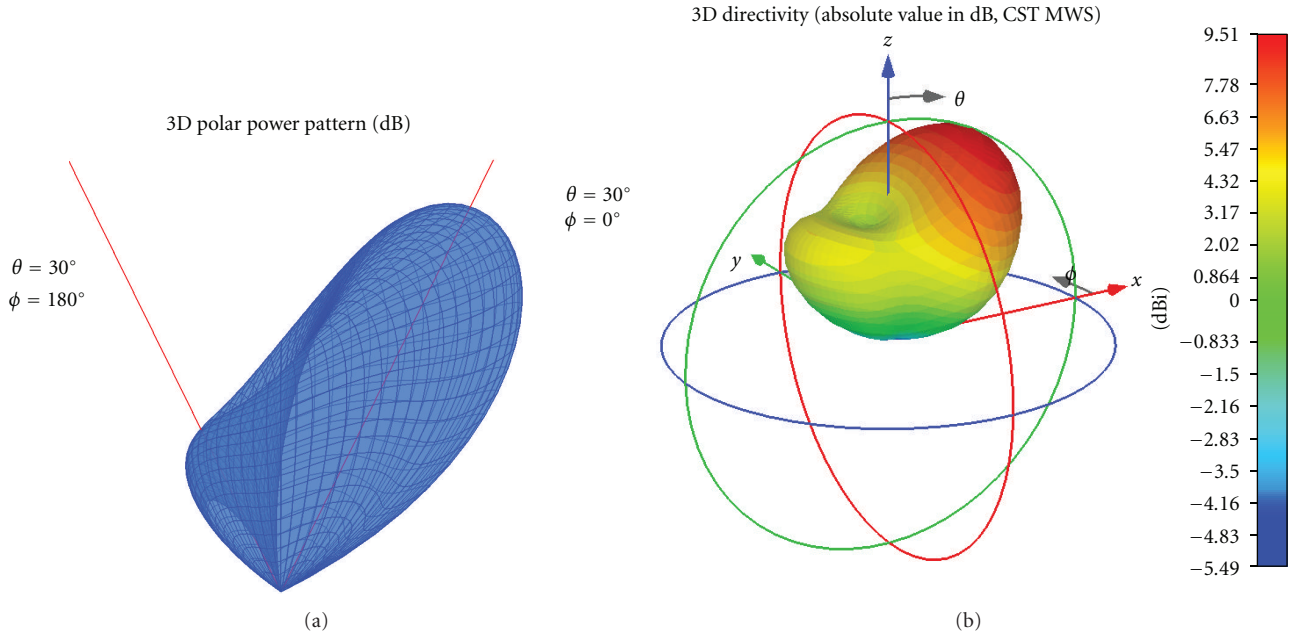 3D polar power pattern (dB)
θ = 30°
ϕ = 0°
θ = 30°
ϕ = 180°
(a)
3D directivity (absolute value in dB, CST MWS)
z
θ
y
ϕ
x
9.51
7.78
6.63
5.47
4.32
3.17
2.02
0.864
0
−0.833
−1.5
−2.16
−2.83
−3.5
−4.16
−4.83
−5.49
(dBi)
(b)